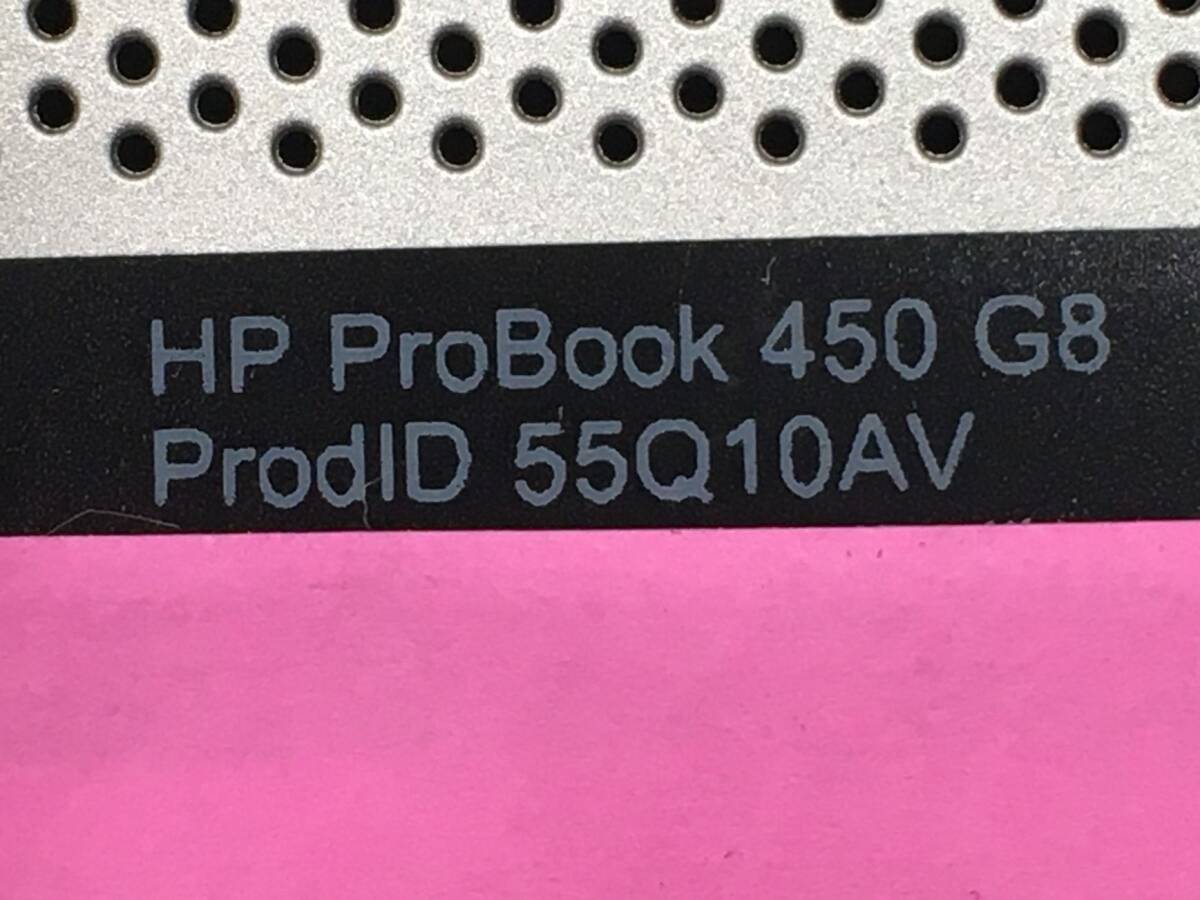 HP ProBook 450 G8
ProdID 55Q10AV